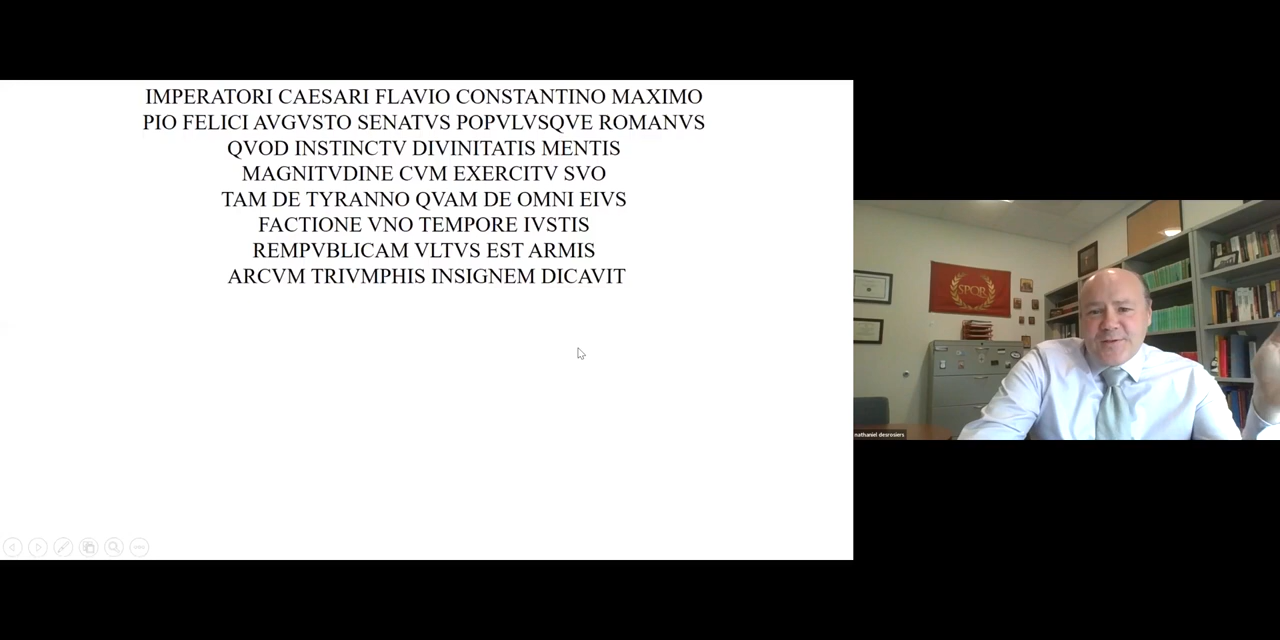 IMPERATORI CAESARI FLAVIO CONSTANTINO MAXIMO
PIO FELICI AVGVSTO SENATVS POPVLVSQVE ROMANVS
QVOD INSTINCTV DIVINITATIS MENTIS
MAGNITVDINE CVM EXERCITV SVO
TAM DE TYRANNO QVAM DE OMNI EIVS
FACTIONE VNO TEMPORE IVSTIS
REMPVBLICAM VLTVS EST ARMIS
ARCVM TRIVMPHIS INSIGNEM DICAVIT
SPQR
nathaniel desrosiers